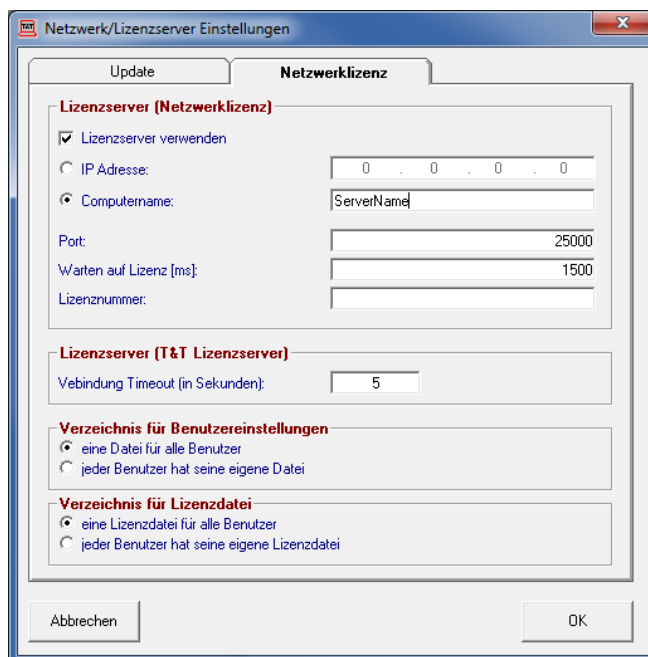 TAT Netzwerk/Lizenzserver Einstellungen
Update Netzwerklizenz
Lizenzserver (Netzwerklizenz)
Lizenzserver verwenden
IP Adresse: 0 . 0 . 0 . 0
Computername: ServerName
Port: 25000
Warten auf Lizenz [ms]: 1500
Lizenznummer:
Lizenzserver (T&T Lizenzserver)
Vebindung Timeout (in Sekunden): 5
Verzeichnis für Benutzereinstellungen
eine Datei für alle Benutzer
jeder Benutzer hat seine eigene Datei
Verzeichnis für Lizenzdatei
eine Lizenzdatei für alle Benutzer
jeder Benutzer hat seine eigene Lizenzdatei
Abbrechen OK